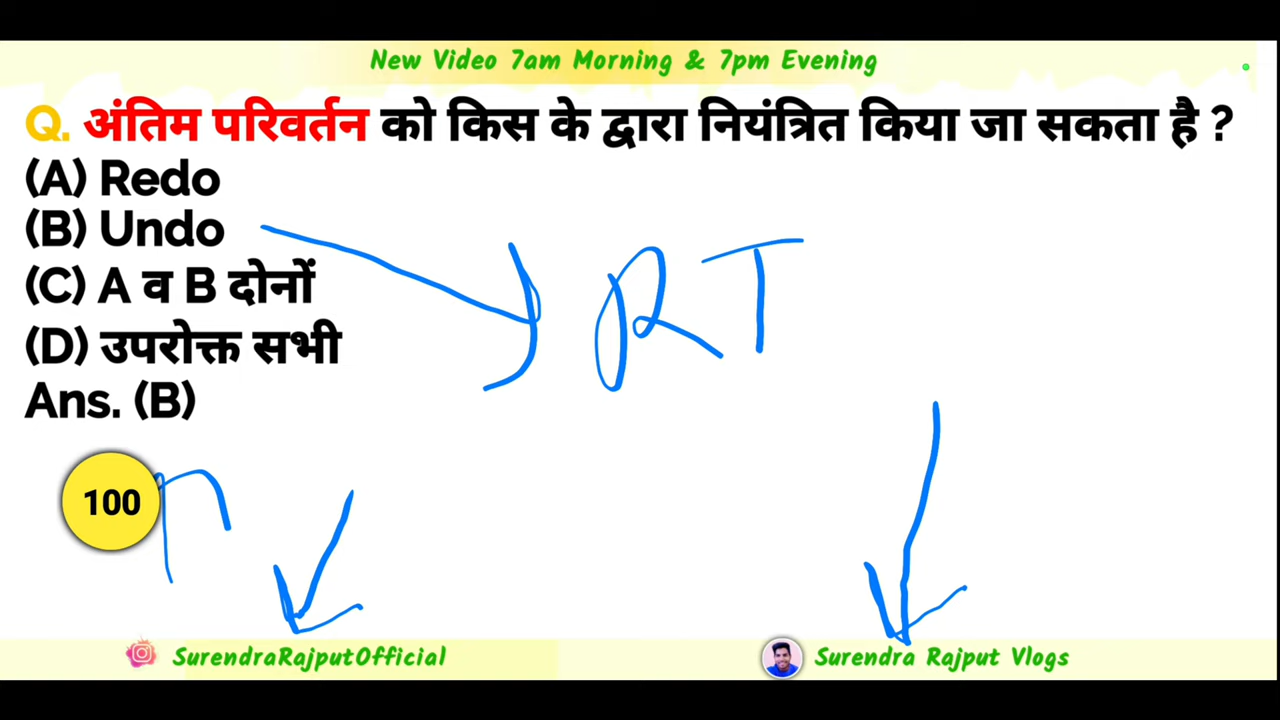 New Video 7am Morning & 7pm Evening
Q. अंतिम परिवर्तन को किस के द्वारा नियंत्रित किया जा सकता है ?
(A) Redo
(B) Undo
RT
(C) A व B दोनों
(D) उपरोक्त सभी
Ans. (B)
100
SurendraRajputOfficial
Surendra Rajput Vlogs